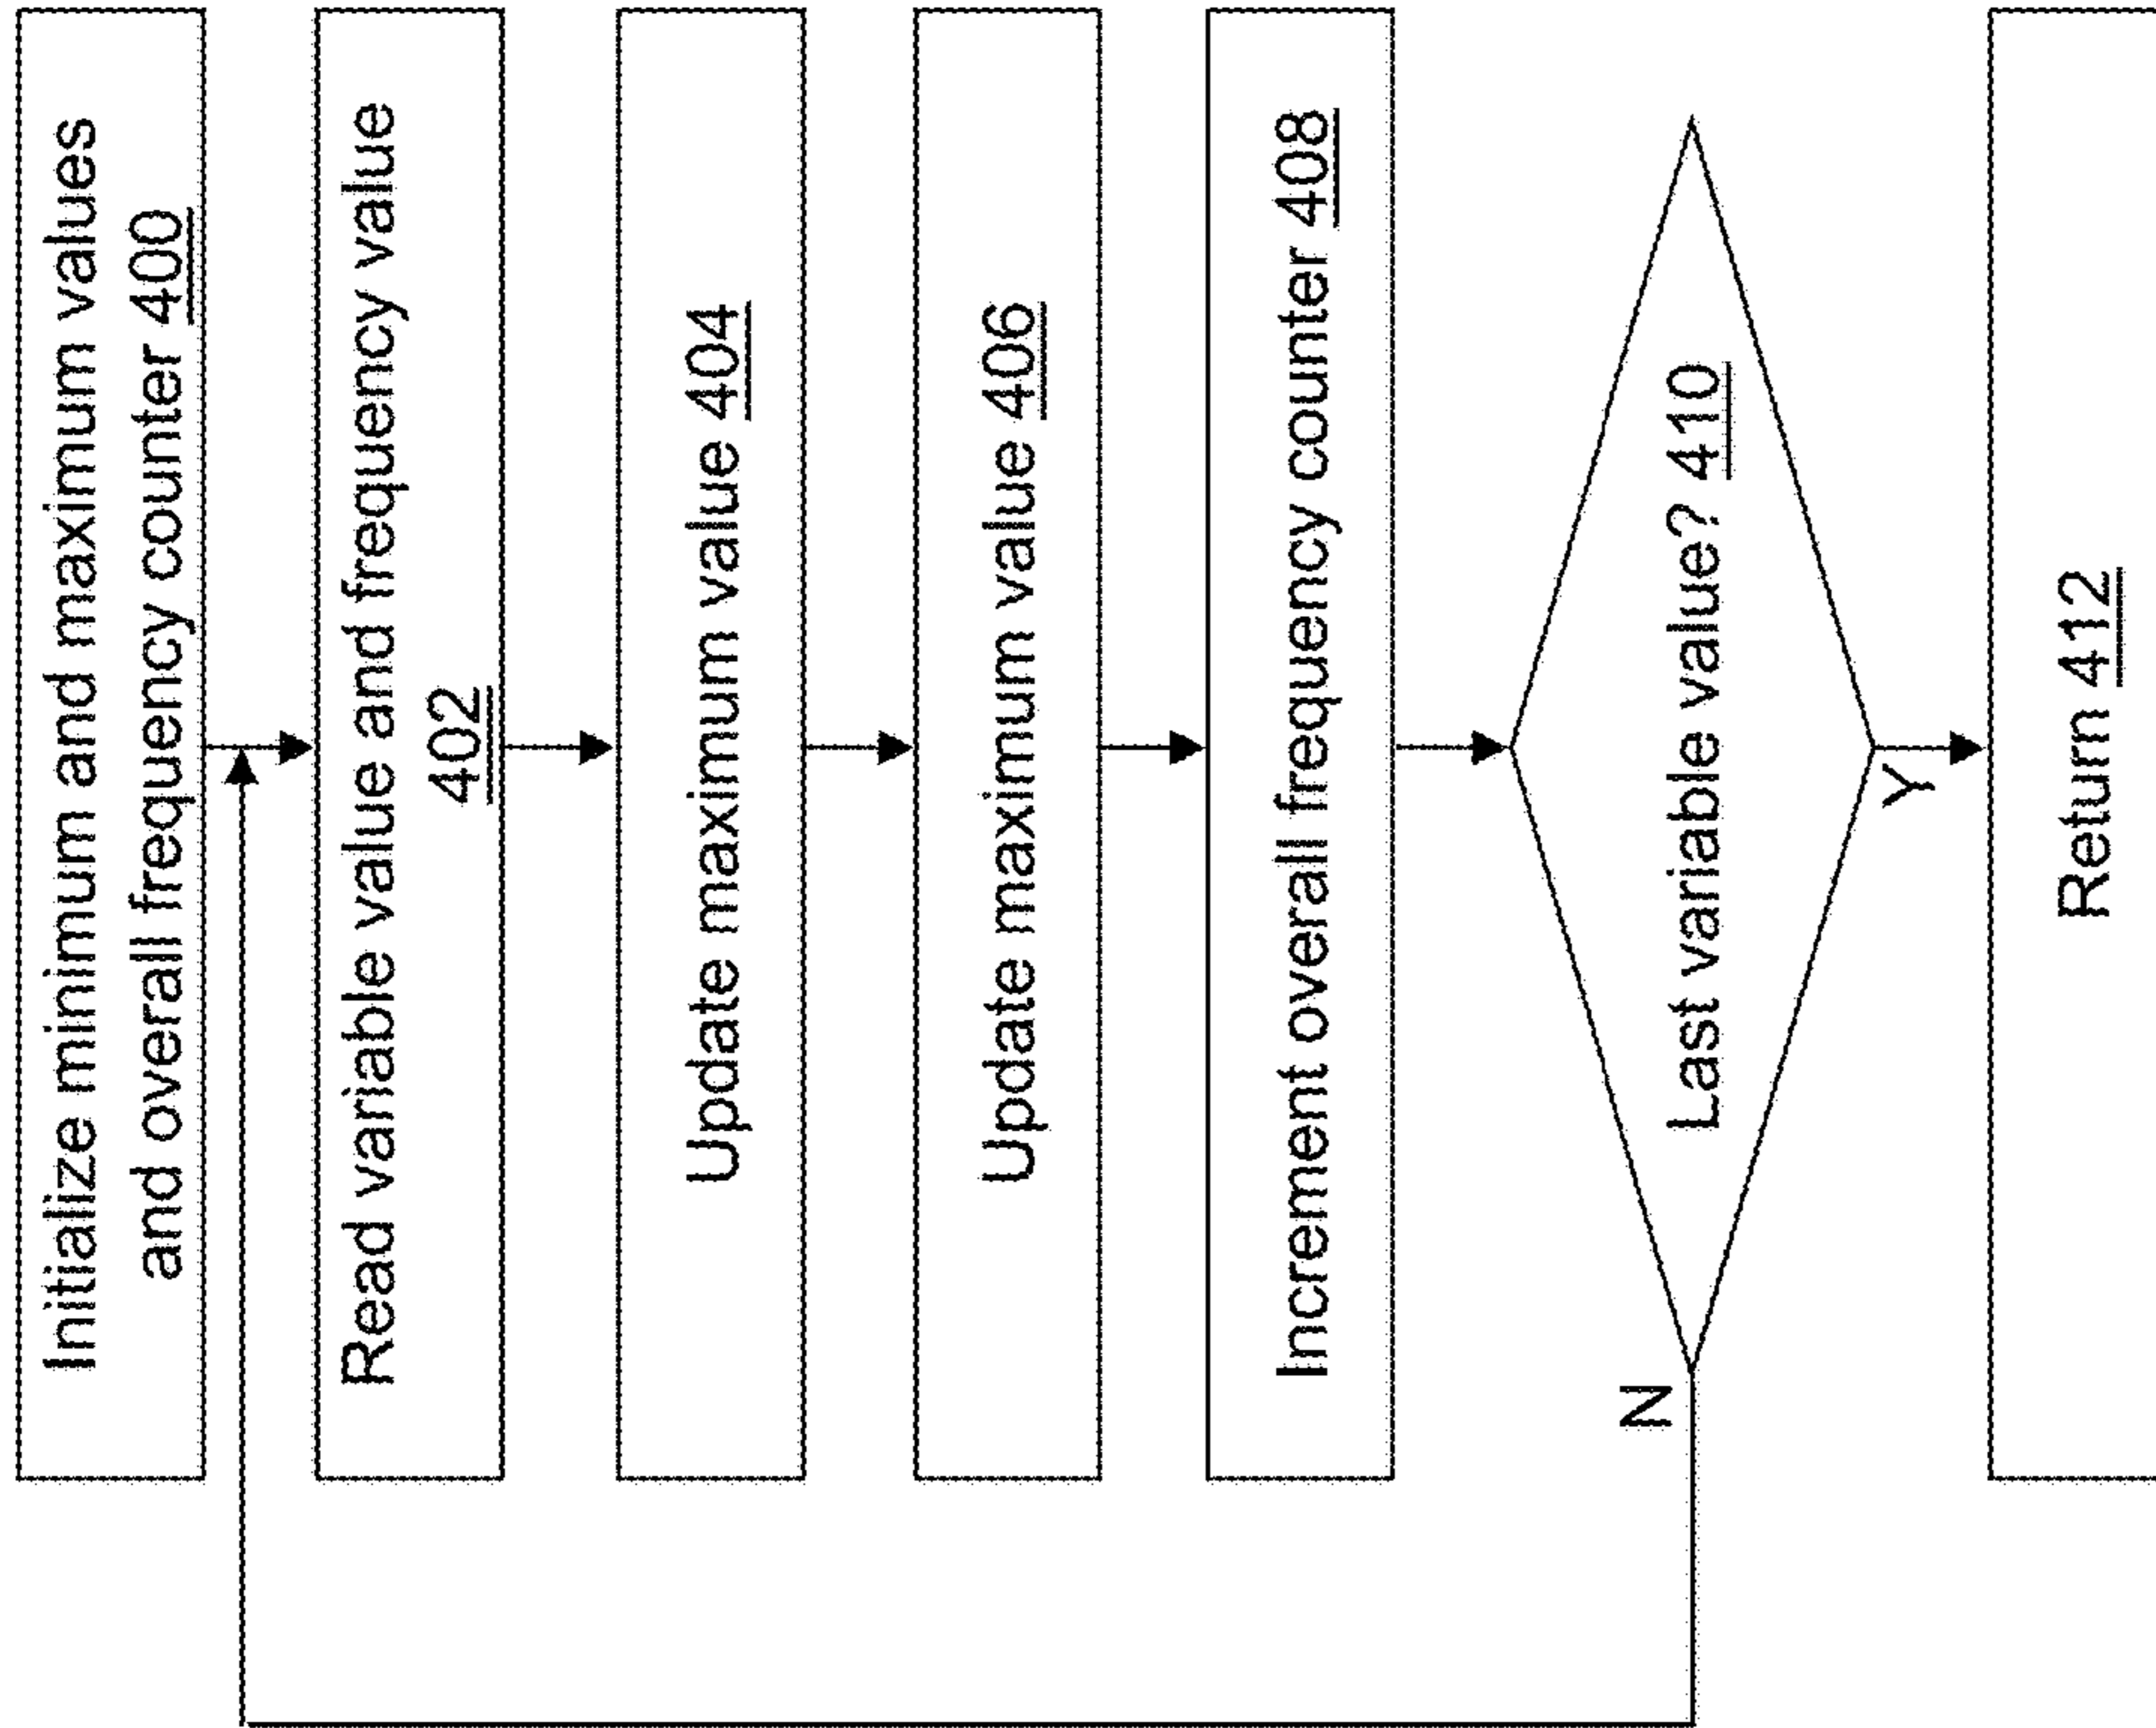 Initialize minimum and maximum values
and overall frequency counter 400
Read variable value and frequency value
402
Update maximum value 404
Update maximum value 406
Increment overall frequency counter 408
Last variable value? 410
N
Y
Return 412